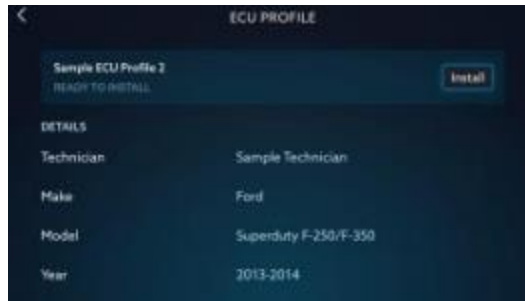 ECU PROFILE
Sample ECU Profile 2
Install
READY TO INSTALL
DETAILS
Technician Sample Technician
Make Ford
Model Superduty F-250/F-350
Year 2013-2014